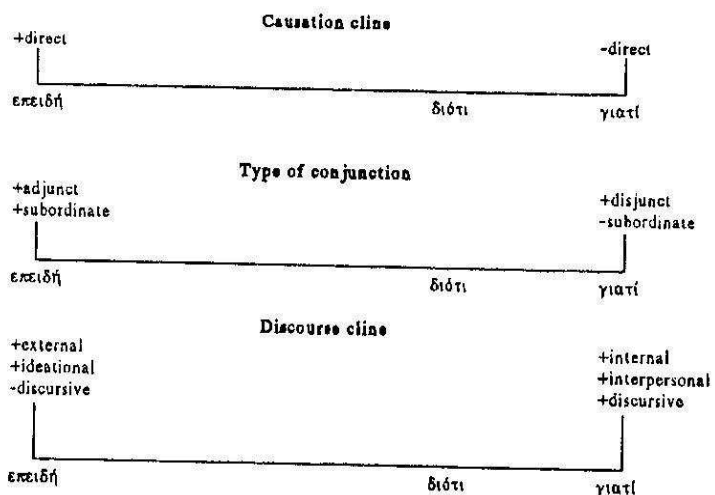 Causation cline
+direct
-direct
επειδή
διότι
γιατί
Type of conjunction
+adjunct
+subordinate
+disjunct
-subordinate
επειδή
διότι
γιατί
Discourse cline
+external
+ideational
-discursive
+internal
+interpersonal
+discursive
επειδή
διότι
γιατί